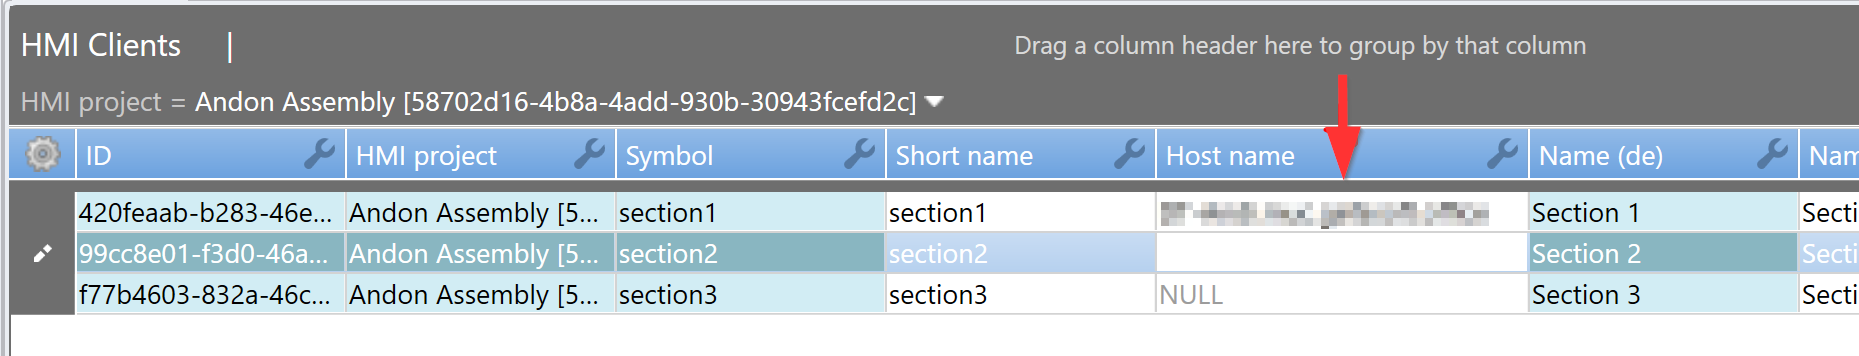 HMI Clients | Drag a column header here to group by that column
HMI project = Andon Assembly [58702d16-4b8a-4add-930b-30943fcefd2c]
ID HMI project Symbol Short name Host name Name (de) Nam
420feaab-b283-46e... Andon Assembly [5... section1 section1 Section 1 Secti
99cc8e01-f3d0-46a... Andon Assembly [5... section2 section2 Section 2 Secti
f77b4603-832a-46c... Andon Assembly [5... section3 section3 NULL Section 3 Secti